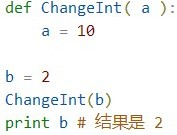 def ChangeInt( a ):
    a = 10
b = 2
ChangeInt(b)
print b # 结果是 2